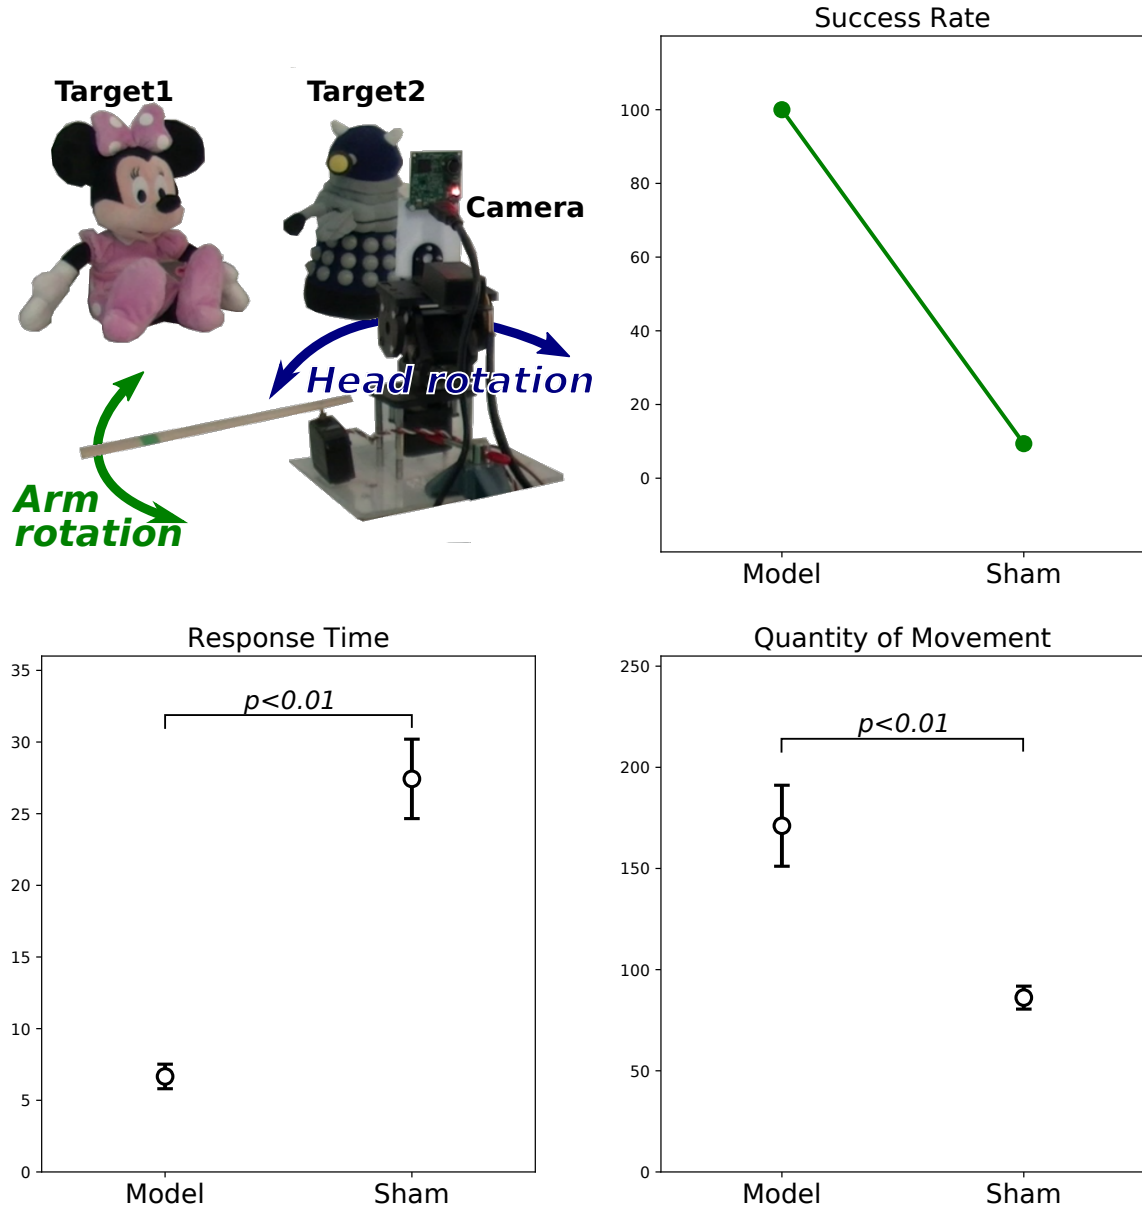 Target1
Target2
Camera
Head rotation
Arm
rotation
Success Rate
100
80
60
40
20
0
Model
Sham
Response Time
35
30
25
20
15
10
5
0
p<0.01
Model
Sham
Quantity of Movement
250
200
150
100
50
0
p<0.01
Model
Sham